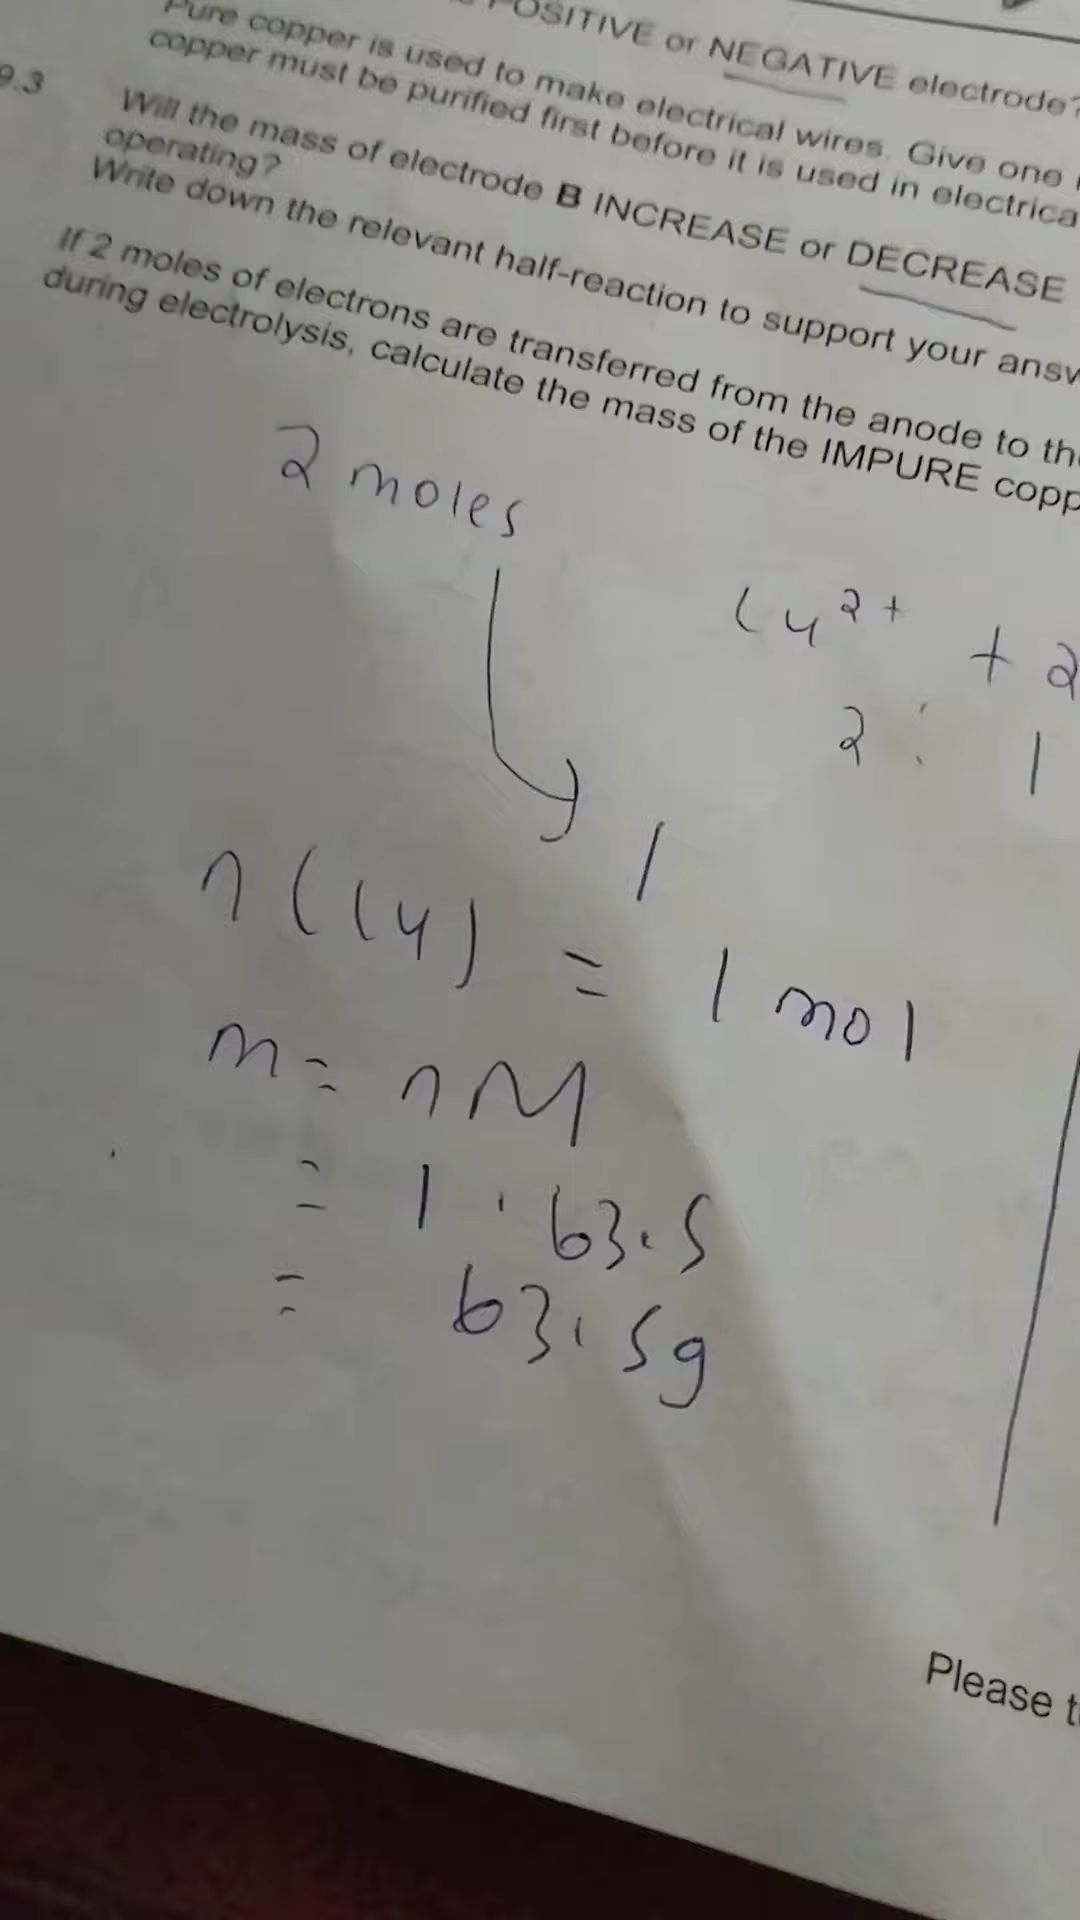 POSITIVE or NEGATIVE electrode?
Pure copper is used to make electrical wires. Give one
copper must be purified first before it is used in electrica
9.3
Will the mass of electrode B INCREASE or DECREASE
operating?
Write down the relevant half-reaction to support your answ
If 2 moles of electrons are transferred from the anode to the
during electrolysis, calculate the mass of the IMPURE copp
2 moles
Cu²⁺ + 2
2 : 1
1
n(Cu) = 1 mol
m = nM
= 1 · 63.5
= 63.5g
Please t